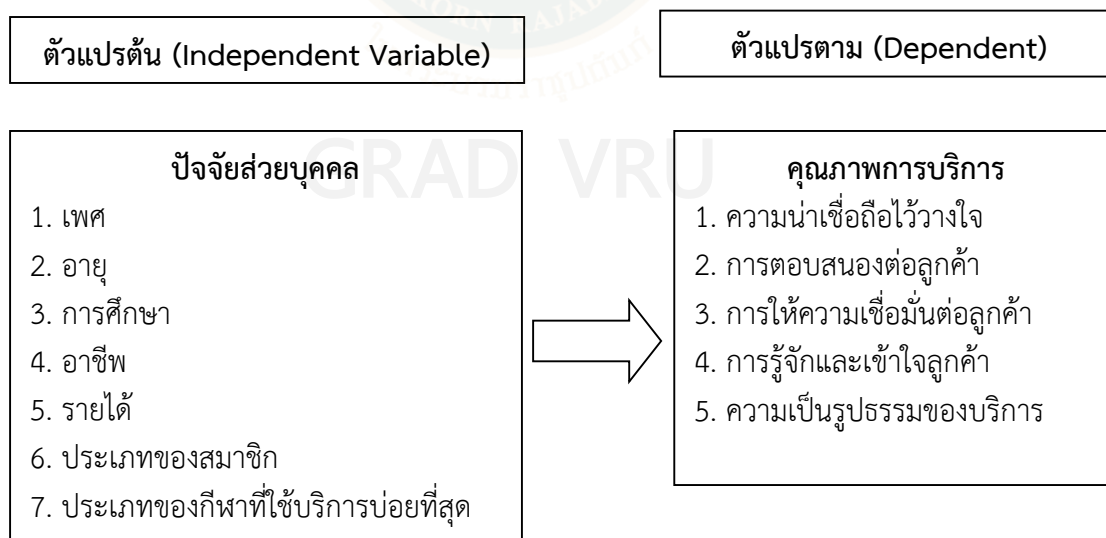 ตัวแปรต้น (Independent Variable)
ตัวแปรตาม (Dependent)
GRAD VRU
ปัจจัยส่วยบุคคล
1. เพศ
2. อายุ
3. การศึกษา
4. อาชีพ
5. รายได้
6. ประเภทของสมาชิก
7. ประเภทของกีฬาที่ใช้บริการบ่อยที่สุด
คุณภาพการบริการ
1. ความน่าเชื่อถือไว้วางใจ
2. การตอบสนองต่อลูกค้า
3. การให้ความเชื่อมั่นต่อลูกค้า
4. การรู้จักและเข้าใจลูกค้า
5. ความเป็นรูปธรรมของบริการ